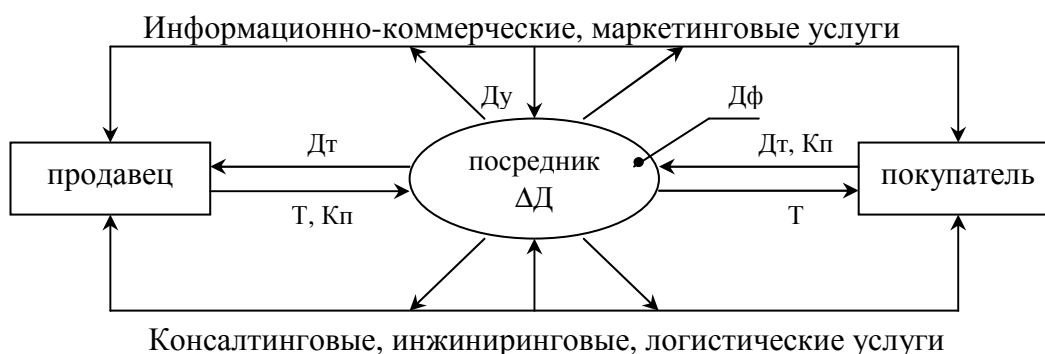 Информационно-коммерческие, маркетинговые услуги
Ду
Дф
Дт
Дт, Кп
продавец
посредник
ΔД
покупатель
Т, Кп
Т
Консалтинговые, инжиниринговые, логистические услуги